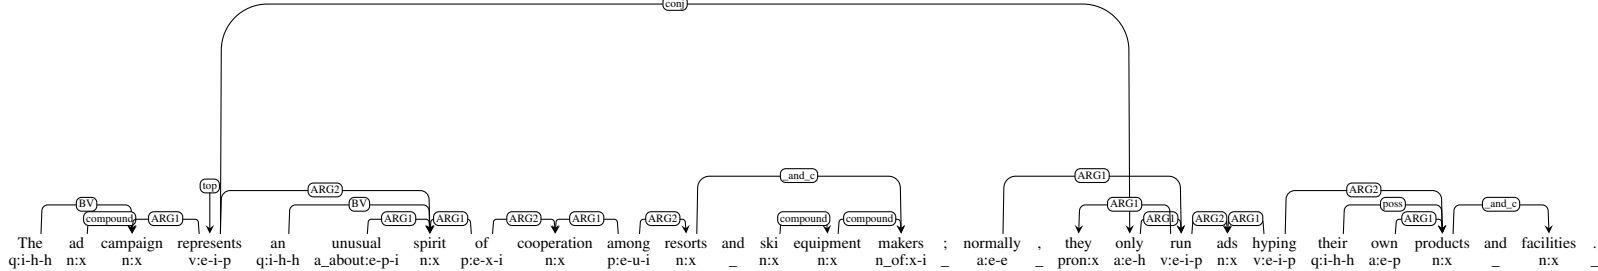 conj
top
ARG2 _and_c ARG1 ARG2
BV BV ARG1 poss _and_c
compound ARG1 ARG1 ARG1 ARG2 ARG1 ARG2 compound compound ARG1 ARG2 ARG1 ARG1
The ad campaign represents an unusual spirit of cooperation among resorts and ski equipment makers ; normally , they only run ads hyping their own products and facilities .
q:i-h-h n:x n:x v:e-i-p q:i-h-h a_about:e-p-i n:x p:e-x-i n:x p:e-u-i n:x _ n:x n:x n_of:x-i _ a:e-e _ pron:x a:e-h v:e-i-p n:x v:e-i-p q:i-h-h a:e-p n:x _ n:x _